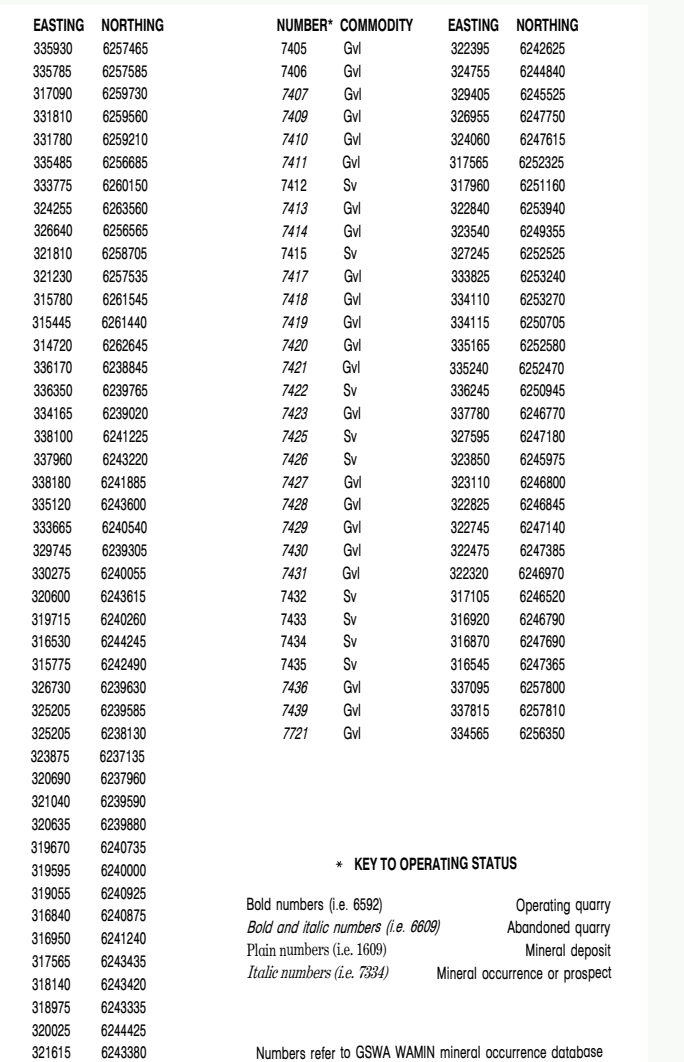 EASTING NORTHING NUMBER* COMMODITY EASTING NORTHING
335930 6257465 7405 Gvl 322395 6242625
335785 6257585 7406 Gvl 324755 6244840
317090 6259730 7407 Gvl 329405 6245525
331810 6259560 7409 Gvl 326955 6247750
331780 6259210 7410 Gvl 324060 6247615
335485 6256685 7411 Gvl 317565 6252325
333775 6260150 7412 Sv 317960 6251160
324255 6263560 7413 Gvl 322840 6253940
326640 6256565 7414 Gvl 323540 6249355
321810 6258705 7415 Sv 327245 6252525
321230 6257535 7417 Gvl 333825 6253240
315780 6261545 7418 Gvl 334110 6253270
315445 6261440 7419 Gvl 334115 6250705
314720 6262645 7420 Gvl 335165 6252580
336170 6238845 7421 Gvl 335240 6252470
336350 6239765 7422 Sv 336245 6250945
334165 6239020 7423 Gvl 337780 6246770
338100 6241225 7425 Sv 327595 6247180
337960 6243220 7426 Sv 323850 6245975
338180 6241885 7427 Gvl 323110 6246800
335120 6243600 7428 Gvl 322825 6246845
333665 6240540 7429 Gvl 322745 6247140
329745 6239305 7430 Gvl 322475 6247385
330275 6240055 7431 Gvl 322320 6246970
320600 6243615 7432 Sv 317105 6246520
319715 6240260 7433 Sv 316920 6246790
316530 6244245 7434 Sv 316870 6247690
315775 6242490 7435 Sv 316545 6247365
326730 6239630 7436 Gvl 337095 6257800
325205 6239585 7439 Gvl 337815 6257810
325205 6238130 7721 Gvl 334565 6256350
323875 6237135
320690 6237960
321040 6239590
320635 6239880
319670 6240735
319595 6240000
319055 6240925
316840 6240875
316950 6241240
317565 6243435
318140 6243420
318975 6243335
320025 6244425
321615 6243380
* KEY TO OPERATING STATUS
Bold numbers (i.e. 6592) Operating quarry
Bold and italic numbers (i.e. 6609) Abandoned quarry
Plain numbers (i.e. 1609) Mineral deposit
Italic numbers (i.e. 7334) Mineral occurrence or prospect
Numbers refer to GSWA WAMIN mineral occurrence database